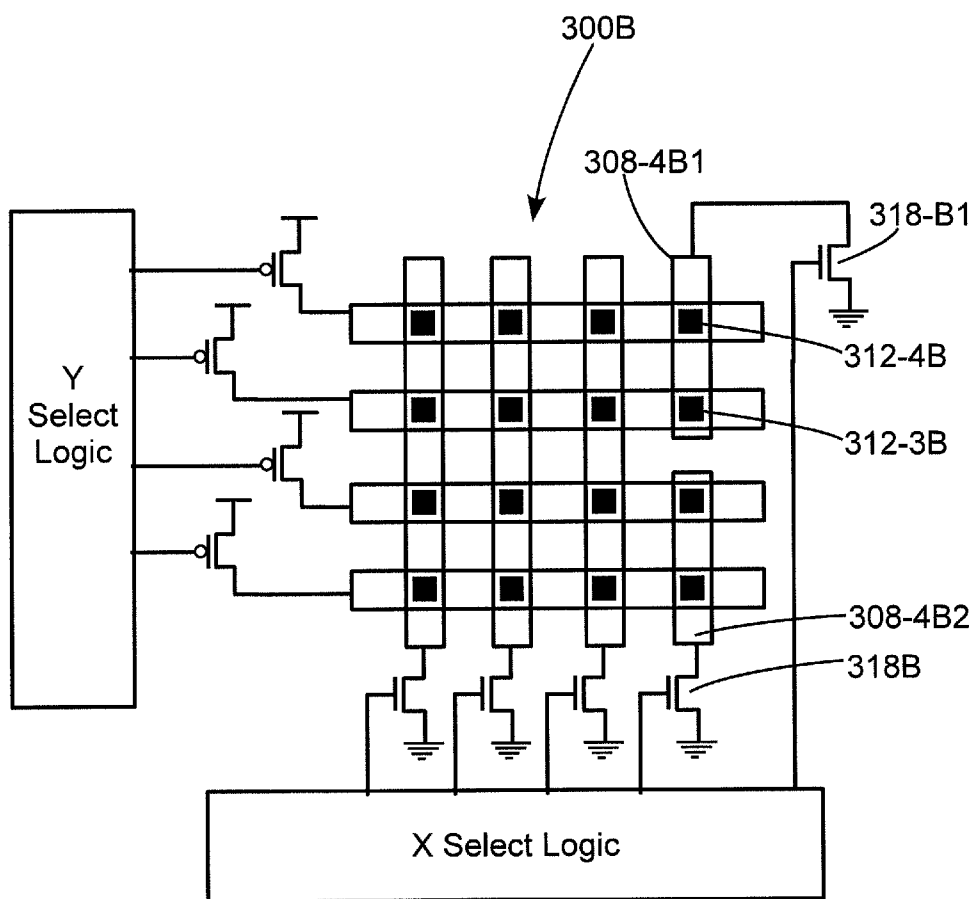 300B
308-4B1
318-B1
312-4B
Y
Select
Logic
312-3B
308-4B2
318B
X Select Logic